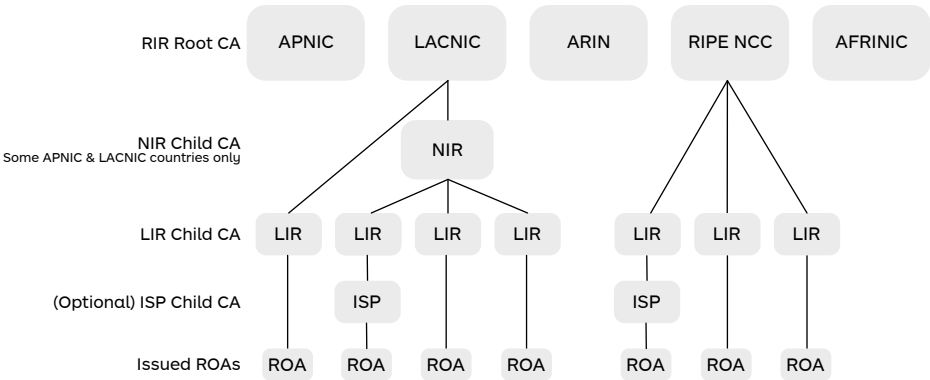 RIR Root CA APNIC LACNIC ARIN RIPE NCC AFRINIC
NIR Child CA
Some APNIC & LACNIC countries only
NIR
LIR Child CA LIR LIR LIR LIR LIR LIR LIR
(Optional) ISP Child CA ISP ISP
Issued ROAs ROA ROA ROA ROA ROA ROA ROA